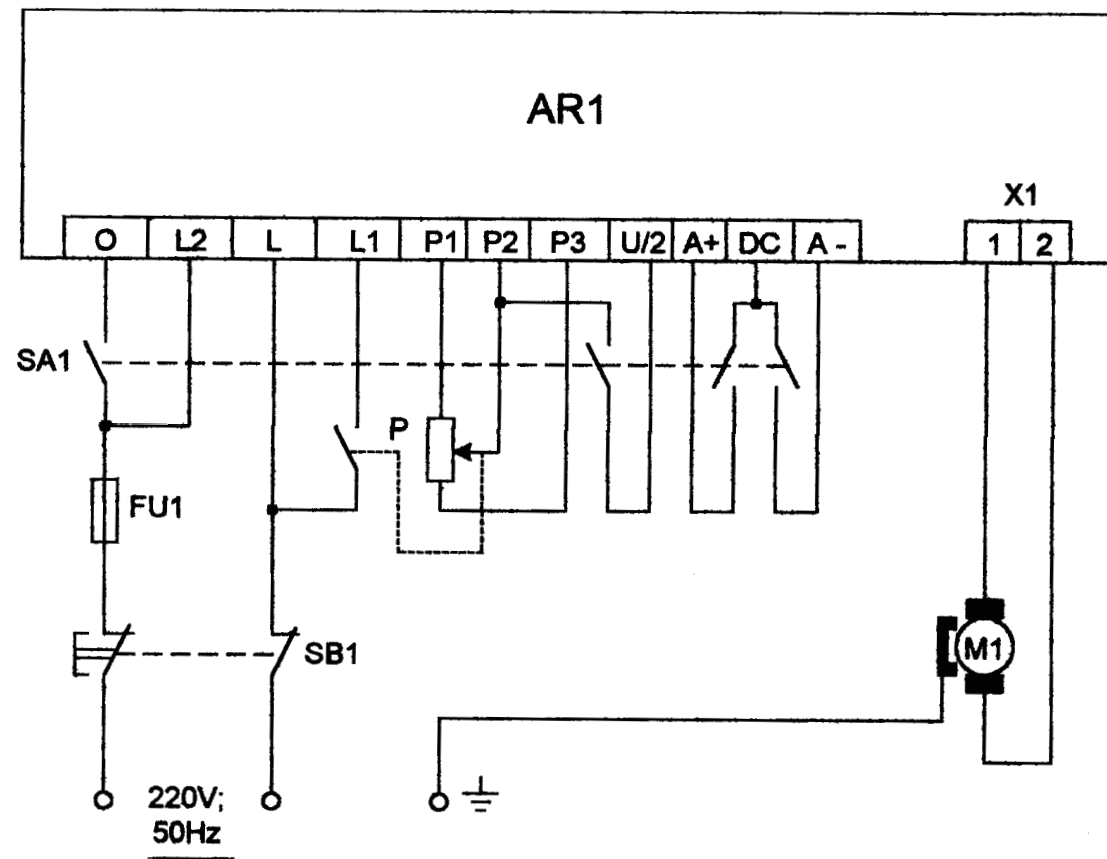 AR1
X1
O L2 L L1 P1 P2 P3 U/2 A+ DC A - 1 2
SA1
P
FU1
SB1
M1
220V;
50Hz